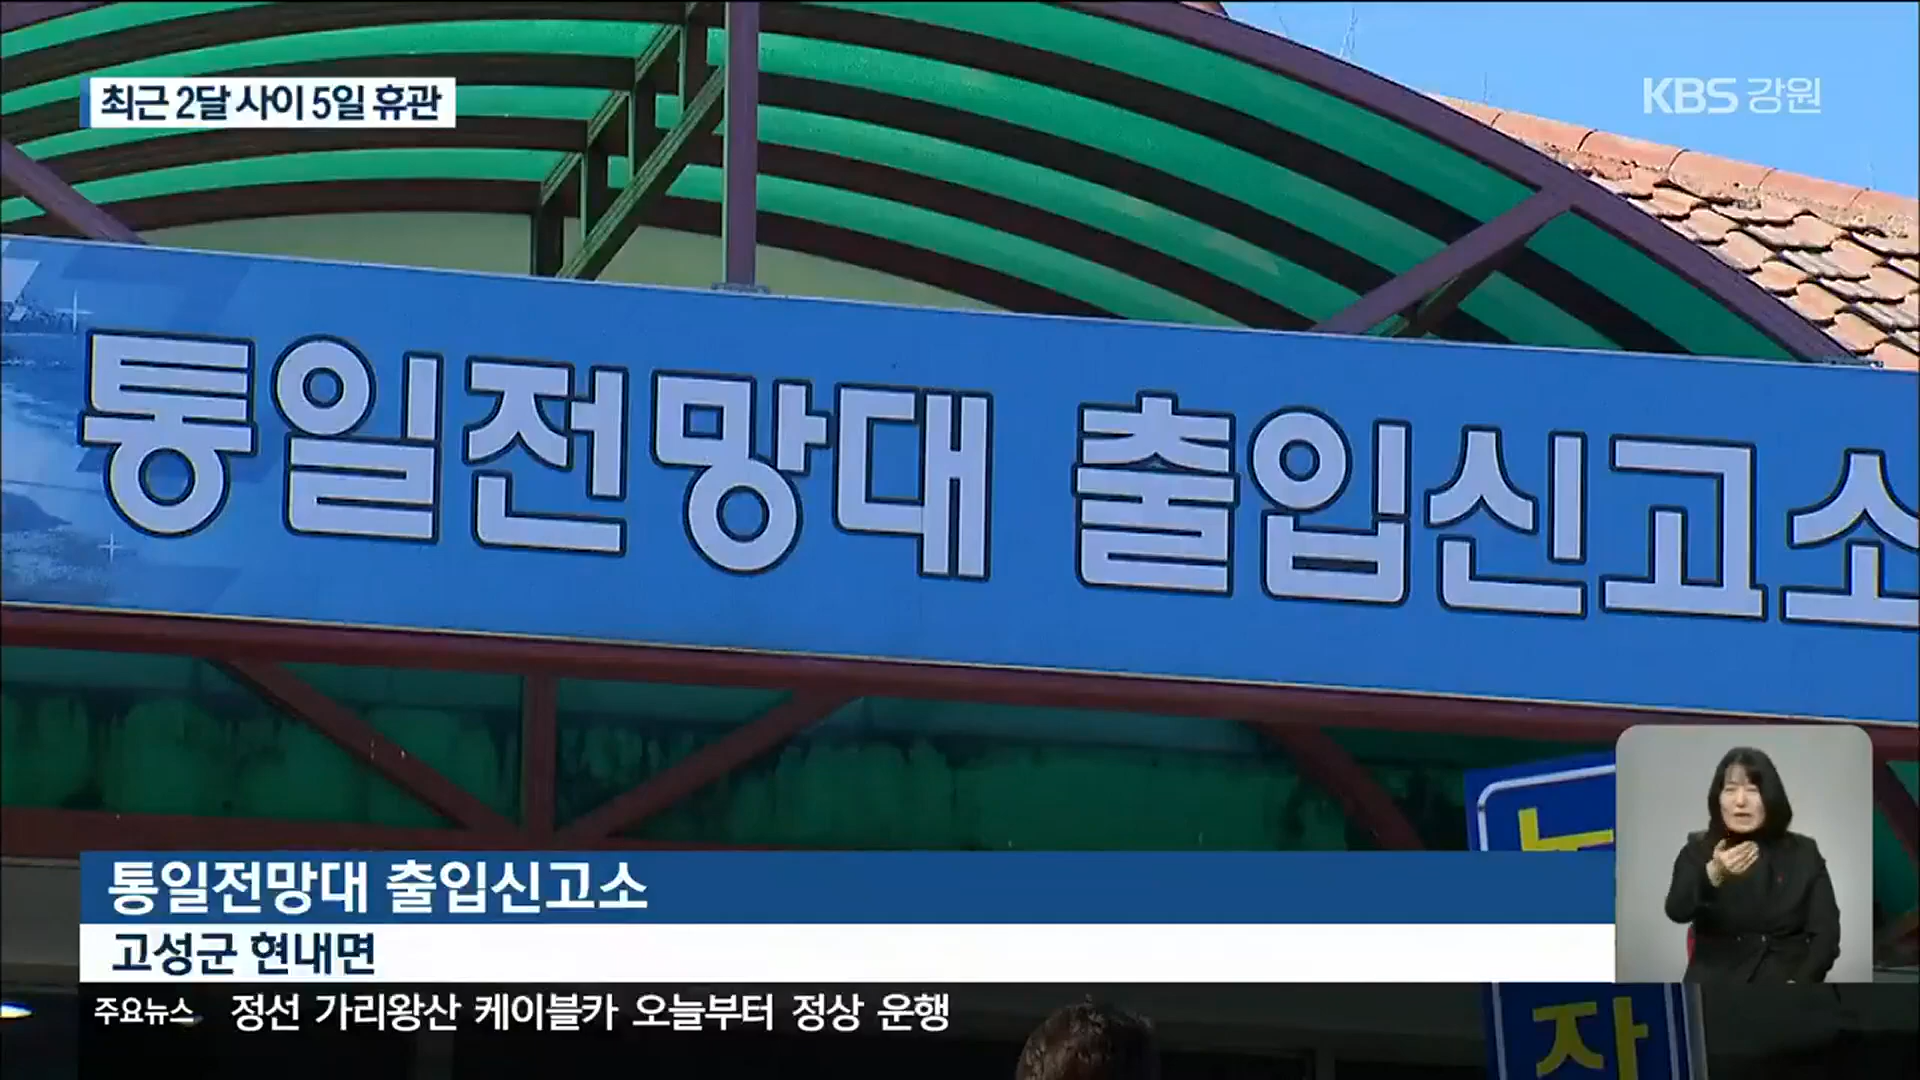 최근 2달 사이 5일 휴관
KBS 강원
통일전망대 출입신고소
통일전망대 출입신고소
고성군 현내면
주요뉴스 정선 가리왕산 케이블카 오늘부터 정상 운행
자